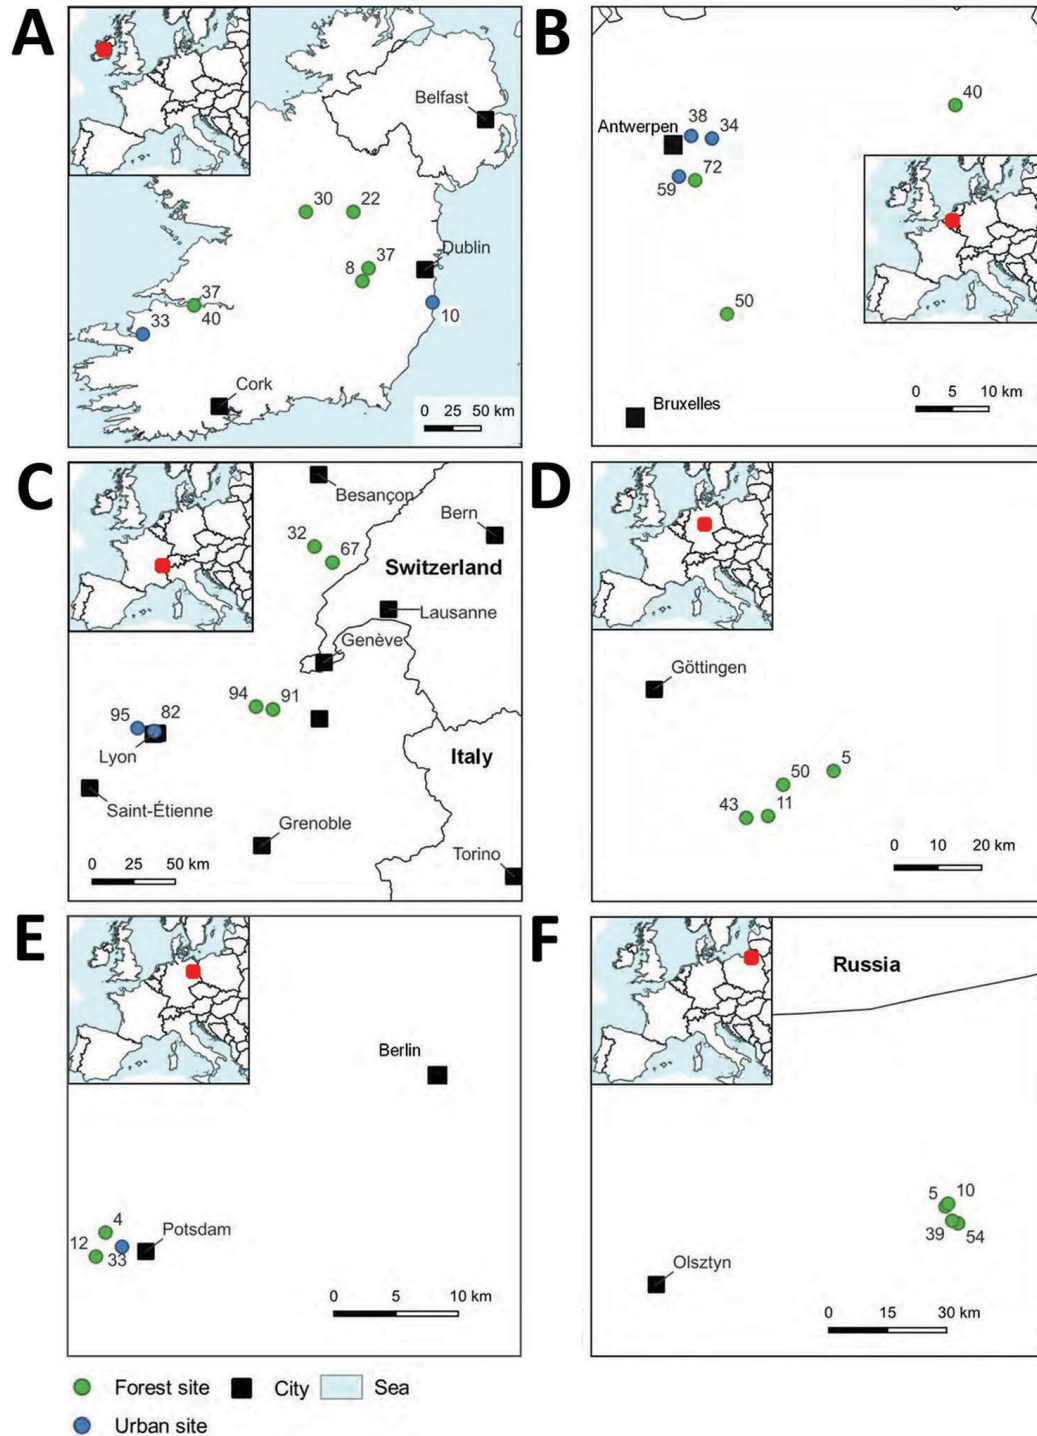 A
Belfast
30
22
Dublin
37
8
37
40
33
10
Cork
0 25 50 km
B
40
38
34
Antwerpen
72
59
50
0 5 10 km
Bruxelles
C
Besançon
Bern
32
67
Switzerland
Lausanne
Genève
94
91
95
82
Lyon
Italy
Saint-Étienne
Grenoble
Torino
0 25 50 km
D
Göttingen
5
50
43
11
0 10 20 km
E
Berlin
4
Potsdam
12
33
0 5 10 km
F
Russia
5
10
39
54
Olsztyn
0 15 30 km
Forest site City Sea
Urban site